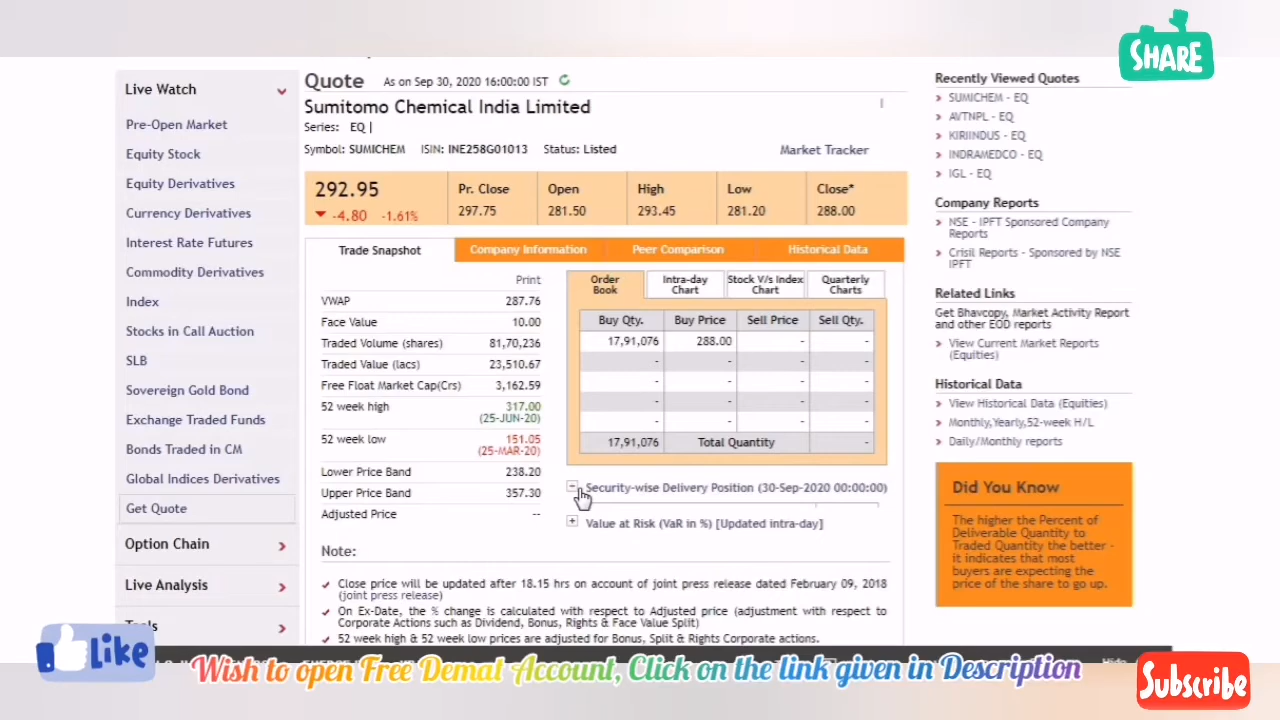 SHARE
Live Watch
Pre-Open Market
Equity Stock
Equity Derivatives
Currency Derivatives
Interest Rate Futures
Commodity Derivatives
Index
Stocks in Call Auction
SLB
Sovereign Gold Bond
Exchange Traded Funds
Bonds Traded in CM
Global Indices Derivatives
Get Quote
Option Chain
Live Analysis
Tools
Quote As on Sep 30, 2020 16:00:00 IST
Sumitomo Chemical India Limited
Series: EQ |
Symbol: SUMICHEM ISIN: INE258G01013 Status: Listed Market Tracker
292.95 Pr. Close Open High Low Close*
-4.80 -1.61% 297.75 281.50 293.45 281.20 288.00
Trade Snapshot Company Information Peer Comparison Historical Data
Print
VWAP 287.76
Face Value 10.00
Traded Volume (shares) 81,70,236
Traded Value (lacs) 23,510.67
Free Float Market Cap(Crs) 3,162.59
52 week high 317.00
(25-JUN-20)
52 week low 151.05
(25-MAR-20)
Lower Price Band 238.20
Upper Price Band 357.30
Adjusted Price --
Order Intra-day Stock V/s Index Quarterly
Book Chart Chart Charts
Buy Qty. Buy Price Sell Price Sell Qty.
17,91,076 288.00 - -
- - - -
- - - -
- - - -
- - - -
17,91,076 Total Quantity -
Security-wise Delivery Position (30-Sep-2020 00:00:00)
Value at Risk (VaR in %) [Updated intra-day]
Note:
Close price will be updated after 18.15 hrs on account of joint press release dated February 09, 2018
(joint press release)
On Ex-Date, the % change is calculated with respect to Adjusted price (adjustment with respect to
Corporate Actions such as Dividend, Bonus, Rights & Face Value Split)
52 week high & 52 week low prices are adjusted for Bonus, Split & Rights Corporate actions.
Recently Viewed Quotes
SUMICHEM - EQ
AVTNPL - EQ
KIRIINDUS - EQ
INDRAMEDCO - EQ
IGL - EQ
Company Reports
NSE - IPFT Sponsored Company
Reports
Crisil Reports - Sponsored by NSE
IPFT
Related Links
Get Bhavcopy, Market Activity Report
and other EOD reports
View Current Market Reports
(Equities)
Historical Data
View Historical Data (Equities)
Monthly,Yearly,52-week H/L
Daily/Monthly reports
Did You Know
The higher the Percent of
Deliverable Quantity to
Traded Quantity the better -
it indicates that most
buyers are expecting the
price of the share to go up.
Hide
Like
Wish to open Free Demat Account, Click on the link given in Description
Subscribe